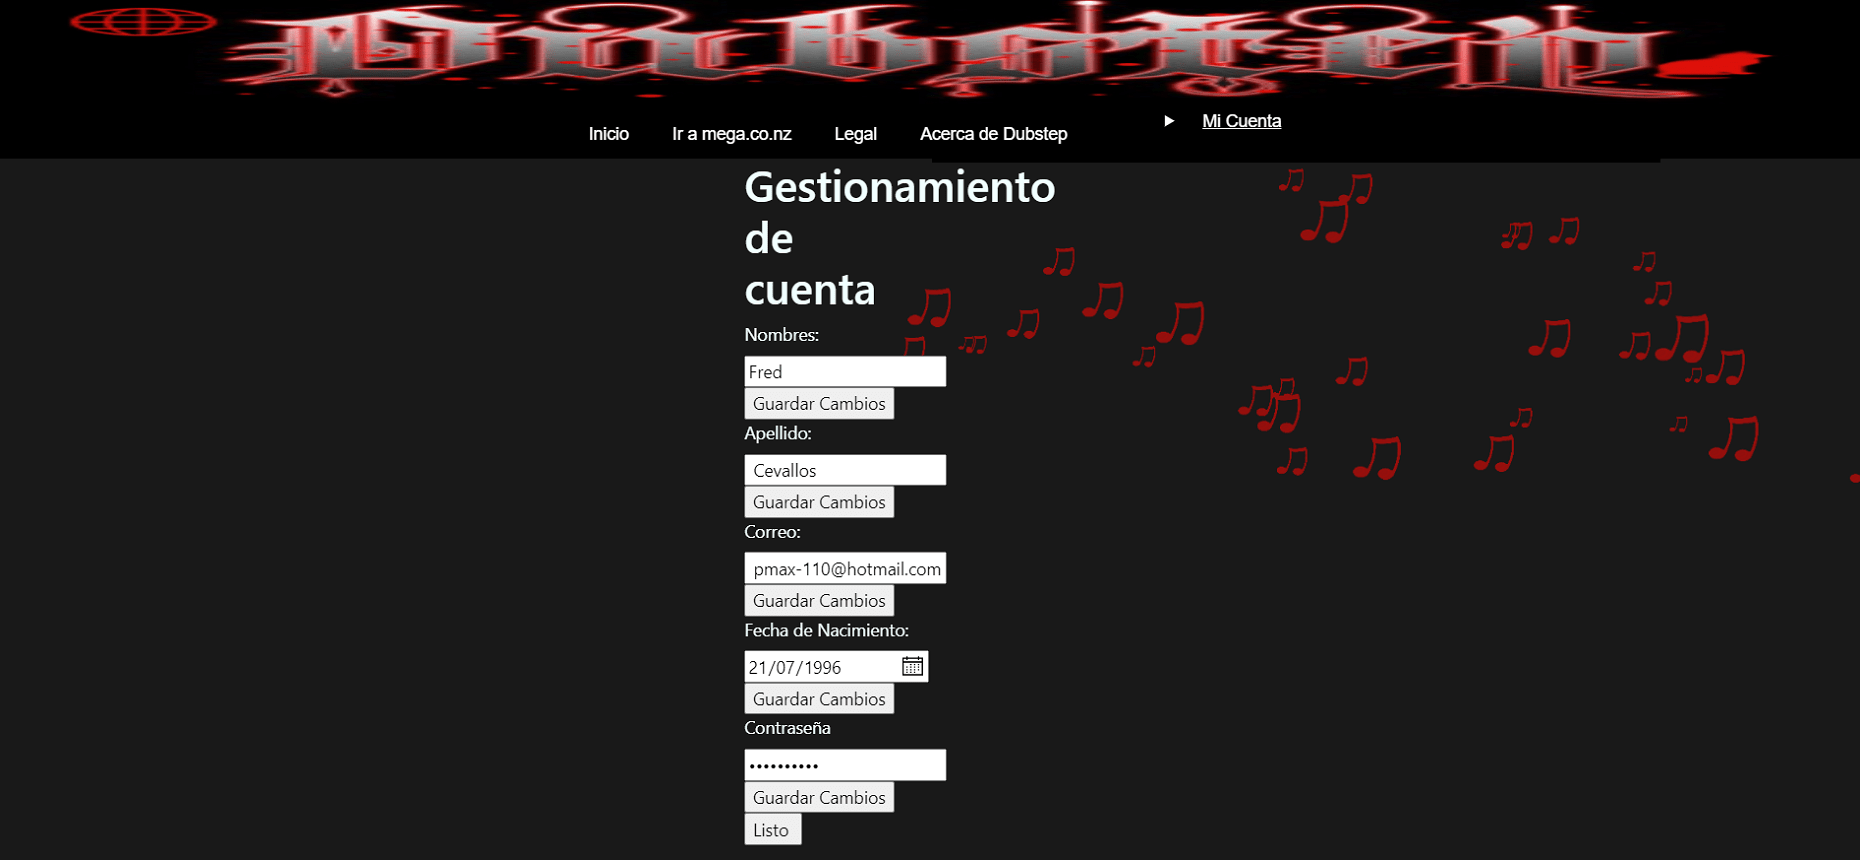 Dubstep
Inicio
Ir a mega.co.nz
Legal
Acerca de Dubstep
Mi Cuenta
Gestionamiento
de
cuenta
Nombres:
Fred
Guardar Cambios
Apellido:
Cevallos
Guardar Cambios
Correo:
pmax-110@hotmail.com
Guardar Cambios
Fecha de Nacimiento:
21/07/1996
Guardar Cambios
Contraseña
••••••••••
Guardar Cambios
Listo